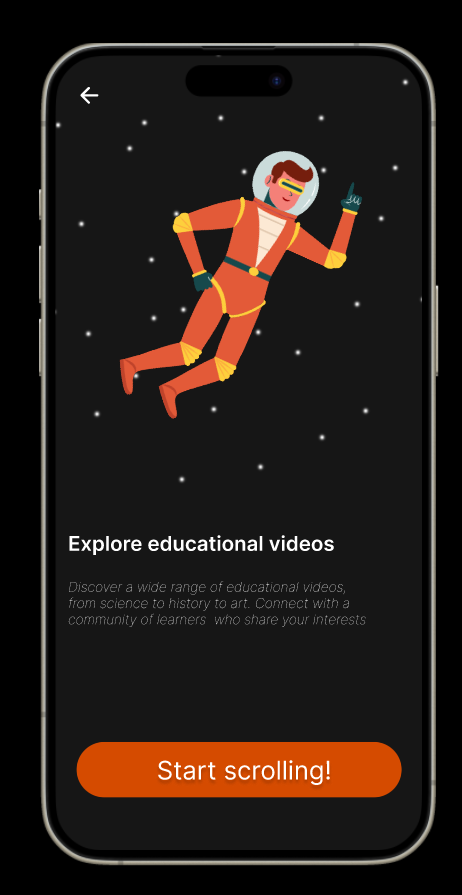 Explore educational videos
Discover a wide range of educational videos,
from science to history to art. Connect with a
community of learners  who share your interests
Start scrolling!